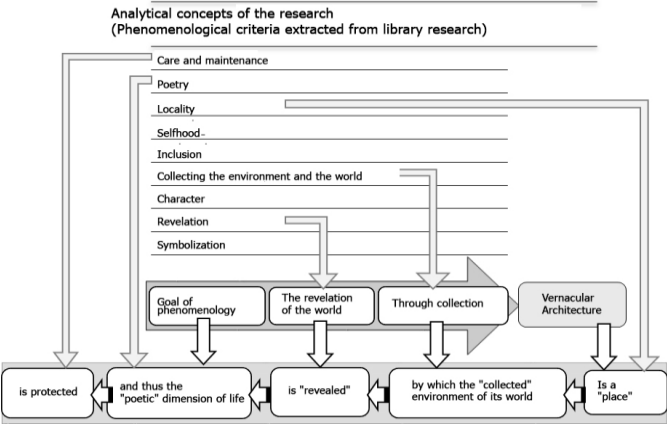 Analytical concepts of the research
(Phenomenological criteria extracted from library research)
Care and maintenance
Poetry
Locality
Selfhood-
Inclusion
Collecting the environment and the world
Character
Revelation
Symbolization
Goal of
phenomenology
The revelation
of the world
Through collection
Vernacular
Architecture
is protected
and thus the
"poetic" dimension of life
is "revealed"
by which the "collected"
environment of its world
Is a
"place"